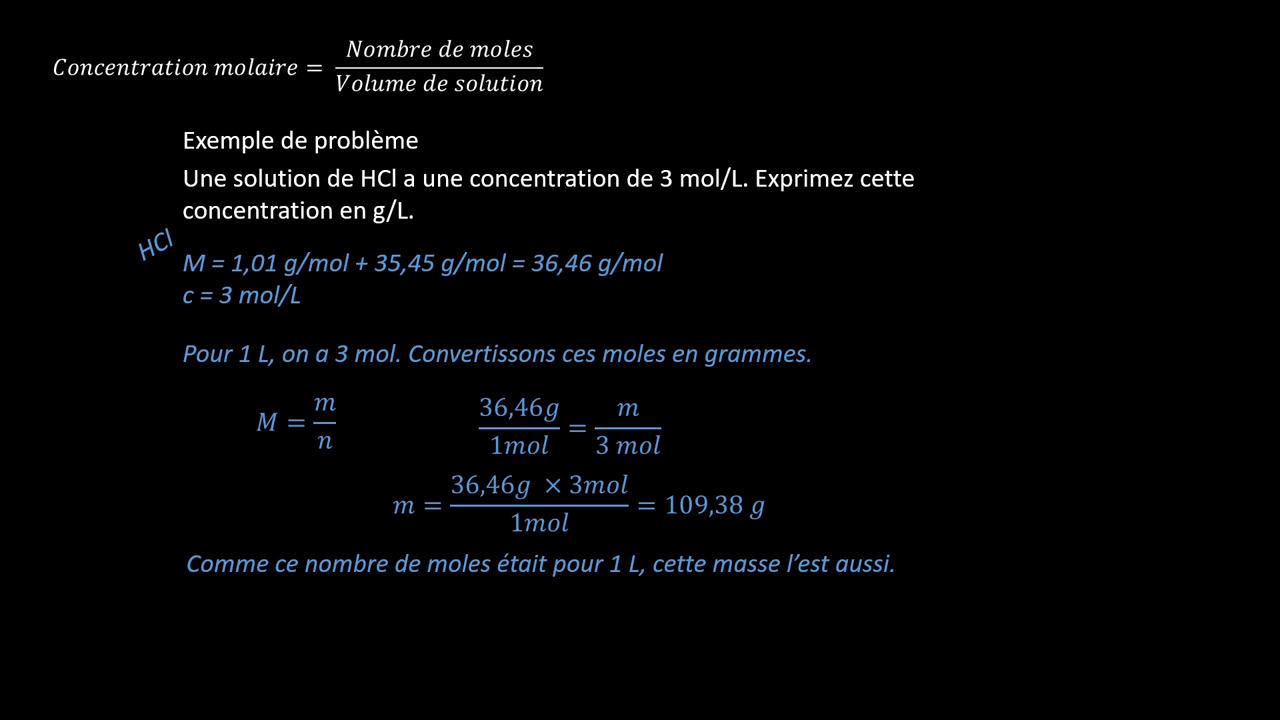 Concentration molaire = Nombre de moles / Volume de solution
Exemple de problème
Une solution de HCl a une concentration de 3 mol/L. Exprimez cette
concentration en g/L.
HCl
M = 1,01 g/mol + 35,45 g/mol = 36,46 g/mol
c = 3 mol/L
Pour 1 L, on a 3 mol. Convertissons ces moles en grammes.
M = m / n
36,46g / 1mol = m / 3 mol
m = 36,46g × 3mol / 1mol = 109,38 g
Comme ce nombre de moles était pour 1 L, cette masse l’est aussi.